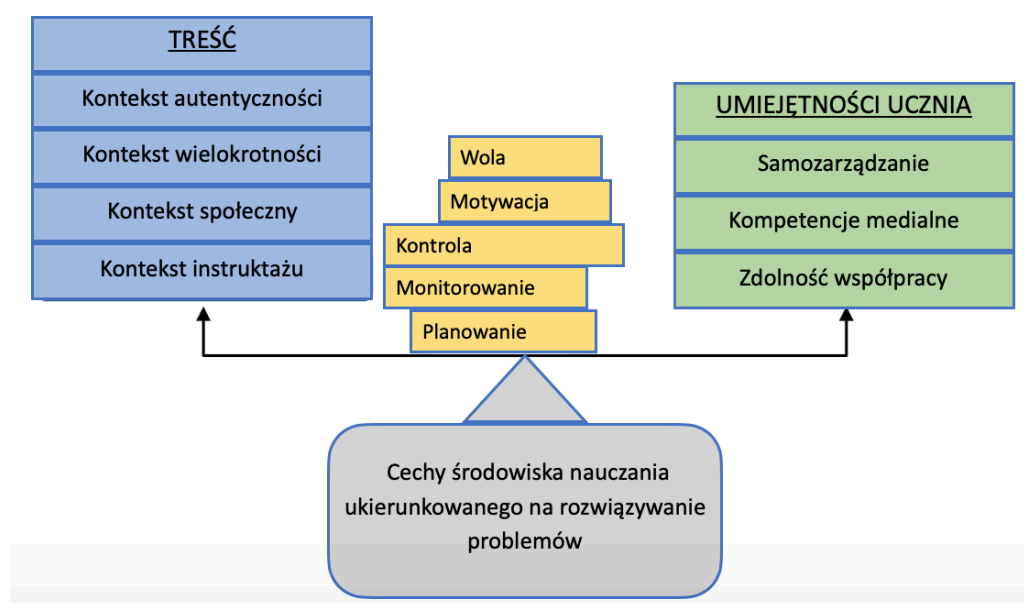 TREŚĆ
Kontekst autentyczności
Kontekst wielokrotności
Kontekst społeczny
Kontekst instruktażu
Wola
Motywacja
Kontrola
Monitorowanie
Planowanie
UMIEJĘTNOŚCI UCZNIA
Samozarządzanie
Kompetencje medialne
Zdolność współpracy
Cechy środowiska nauczania
ukierunkowanego na rozwiązywanie
problemów